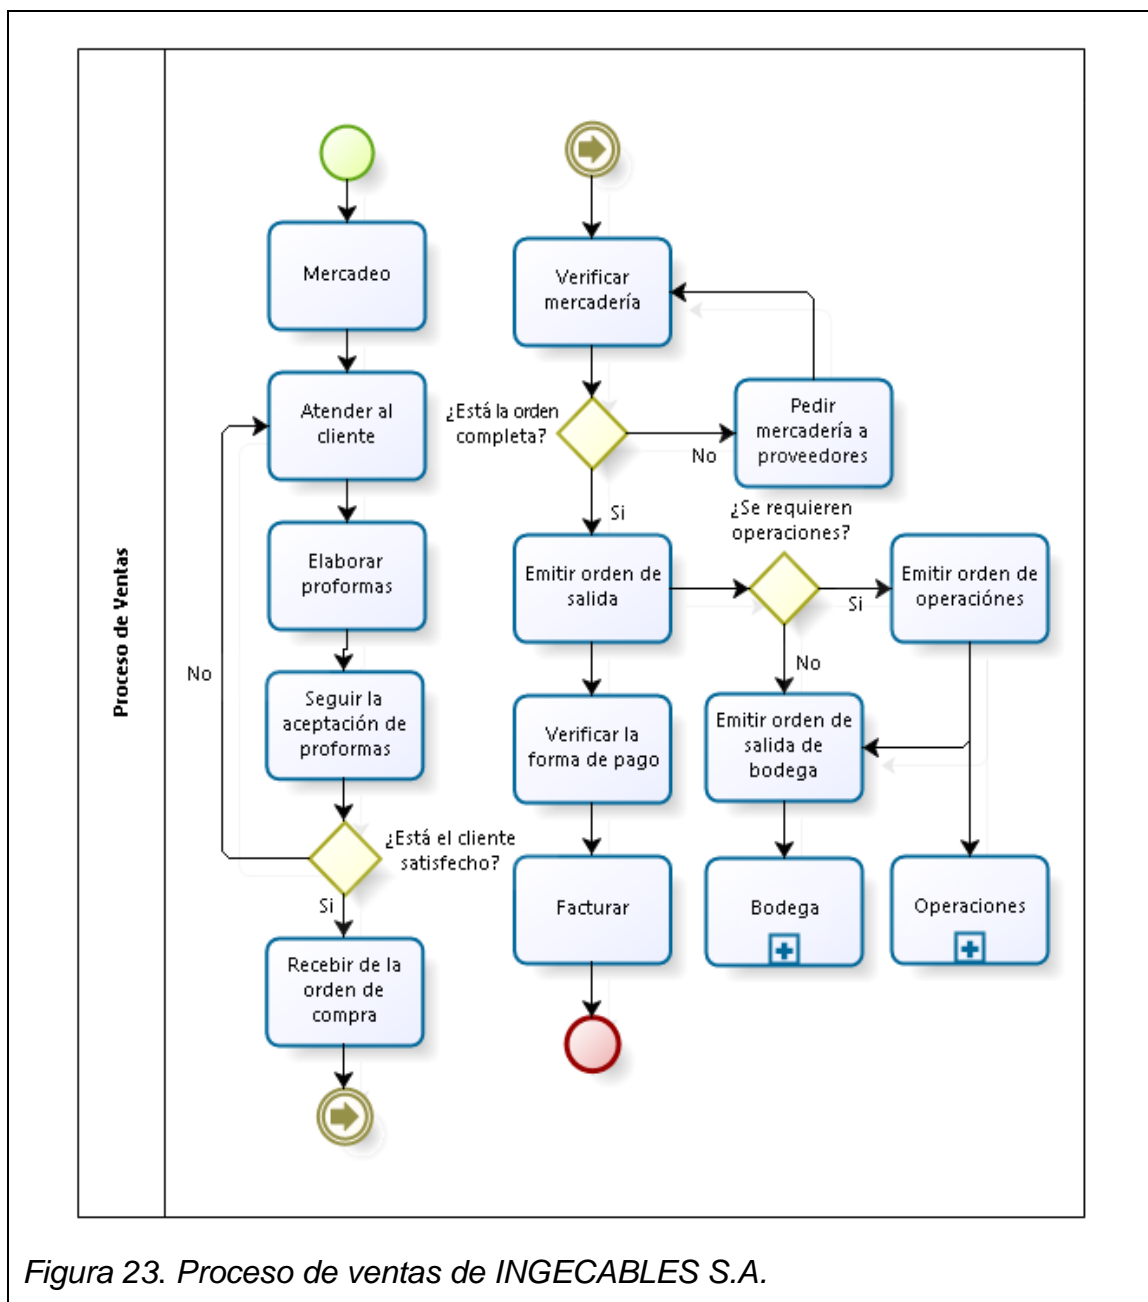 Proceso de Ventas
Mercadeo
Atender al
cliente
Elaborar
proformas
No
Seguir la
aceptación de
proformas
¿Está el cliente
satisfecho?
Si
Recebir de la
orden de
compra
Verificar
mercadería
¿Está la orden
completa?
No
Pedir
mercadería a
proveedores
Si
¿Se requieren
operaciones?
Emitir orden de
salida
Si
Emitir orden de
operaciónes
No
Verificar la
forma de pago
Emitir orden de
salida de
bodega
Facturar
Bodega
Operaciones
Figura 23. Proceso de ventas de INGECABLES S.A.